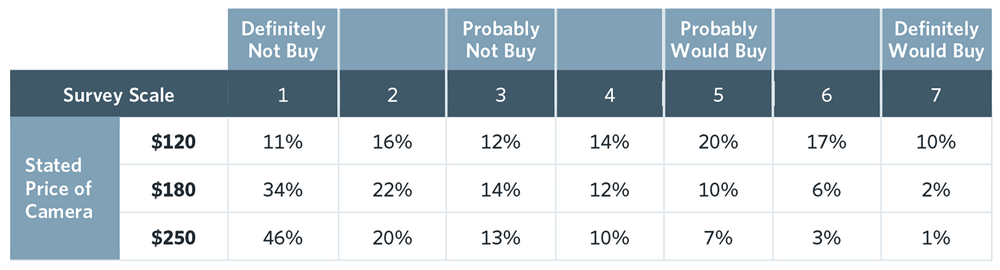 Definitely Not Buy Probably Not Buy Probably Would Buy Definitely Would Buy
Survey Scale 1 2 3 4 5 6 7
Stated Price of Camera
$120 11% 16% 12% 14% 20% 17% 10%
$180 34% 22% 14% 12% 10% 6% 2%
$250 46% 20% 13% 10% 7% 3% 1%